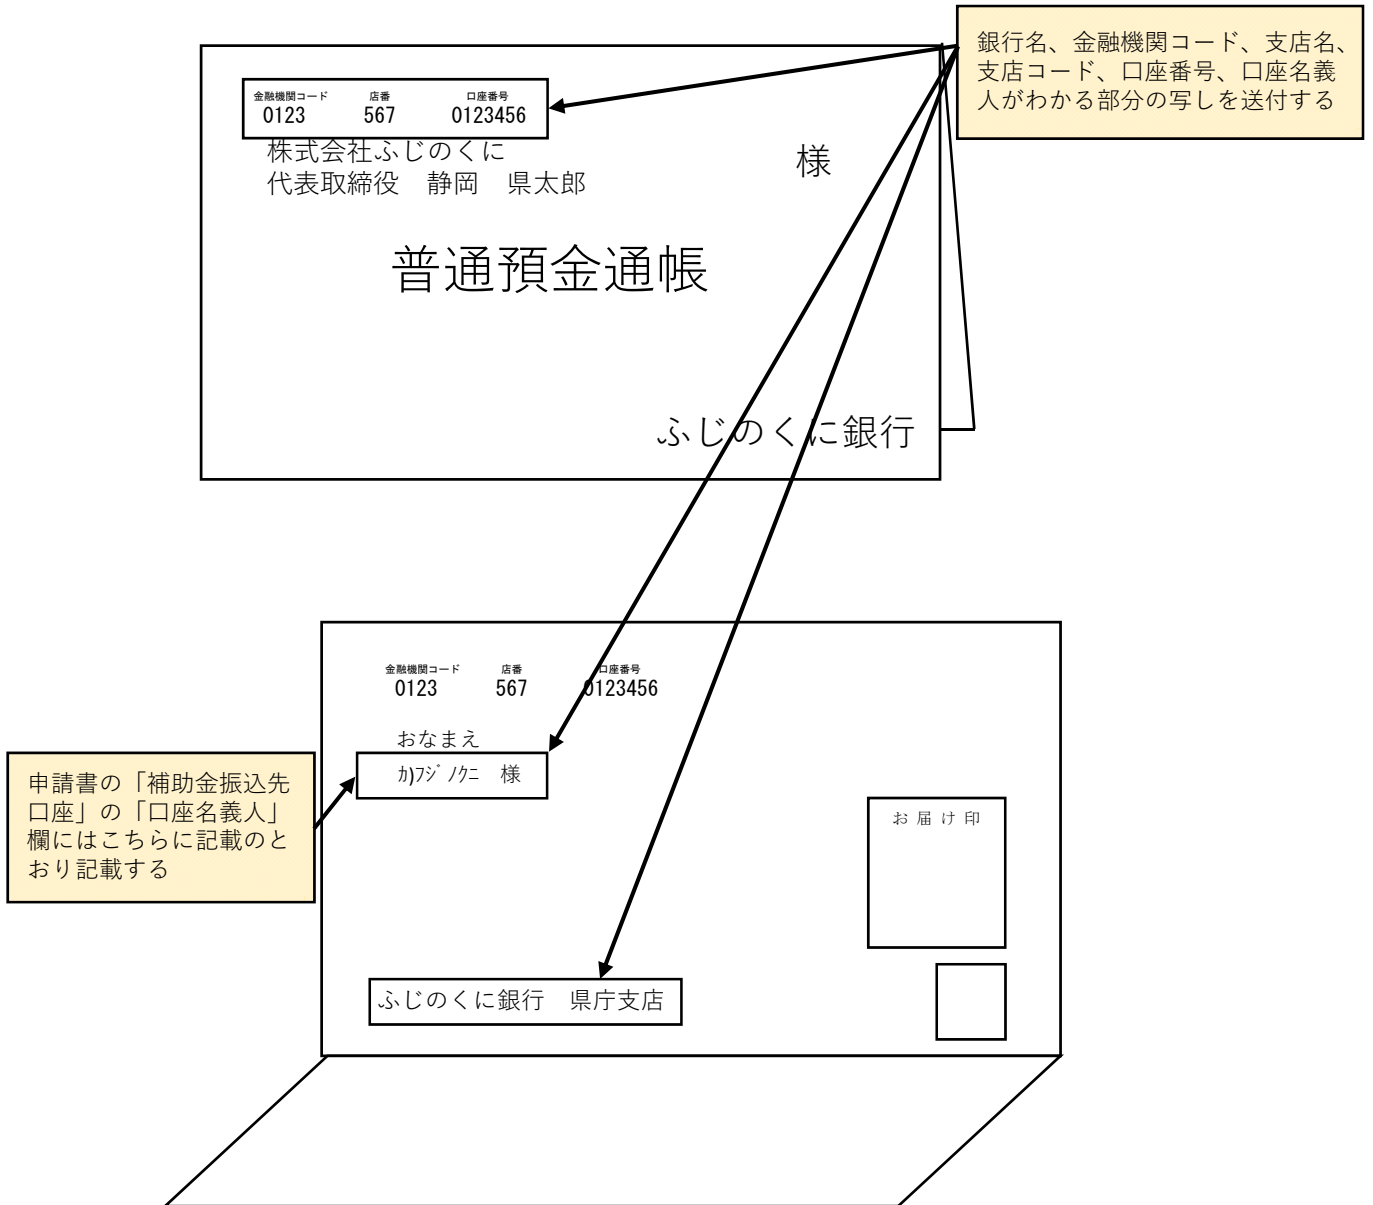 銀行名、金融機関コード、支店名、
支店コード、口座番号、口座名義
人がわかる部分の写しを送付する
金融機関コード 店番 口座番号
0123 567 0123456
株式会社ふじのくに
代表取締役 静岡 県太郎
様
普通預金通帳
ふじのくに銀行
金融機関コード 店番 口座番号
0123 567 0123456
おなまえ
ｶ)ﾌｼﾞﾉｸﾆ 様
申請書の「補助金振込先
口座」の「口座名義人」
欄にはこちらに記載のと
おり記載する
お届け印
ふじのくに銀行 県庁支店